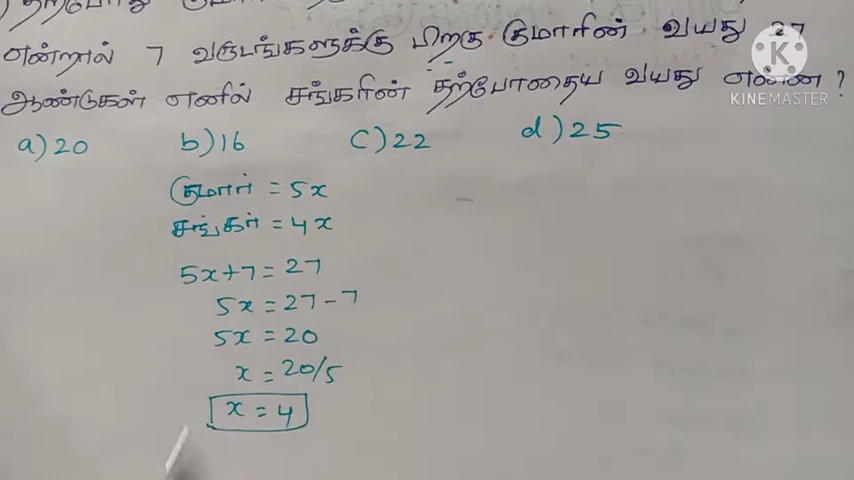 என்றால் 7 வருடங்களுக்கு பிறகு குமாரின் வயது 27
ஆண்டுகள் எனில் சங்கரின் தற்போதைய வயது என்ன?
KINEMASTER
a) 20 b) 16 c) 22 d) 25
குமார் = 5x
சங்கர் = 4x
5x+7 = 27
5x = 27 - 7
5x = 20
x = 20/5
x = 4